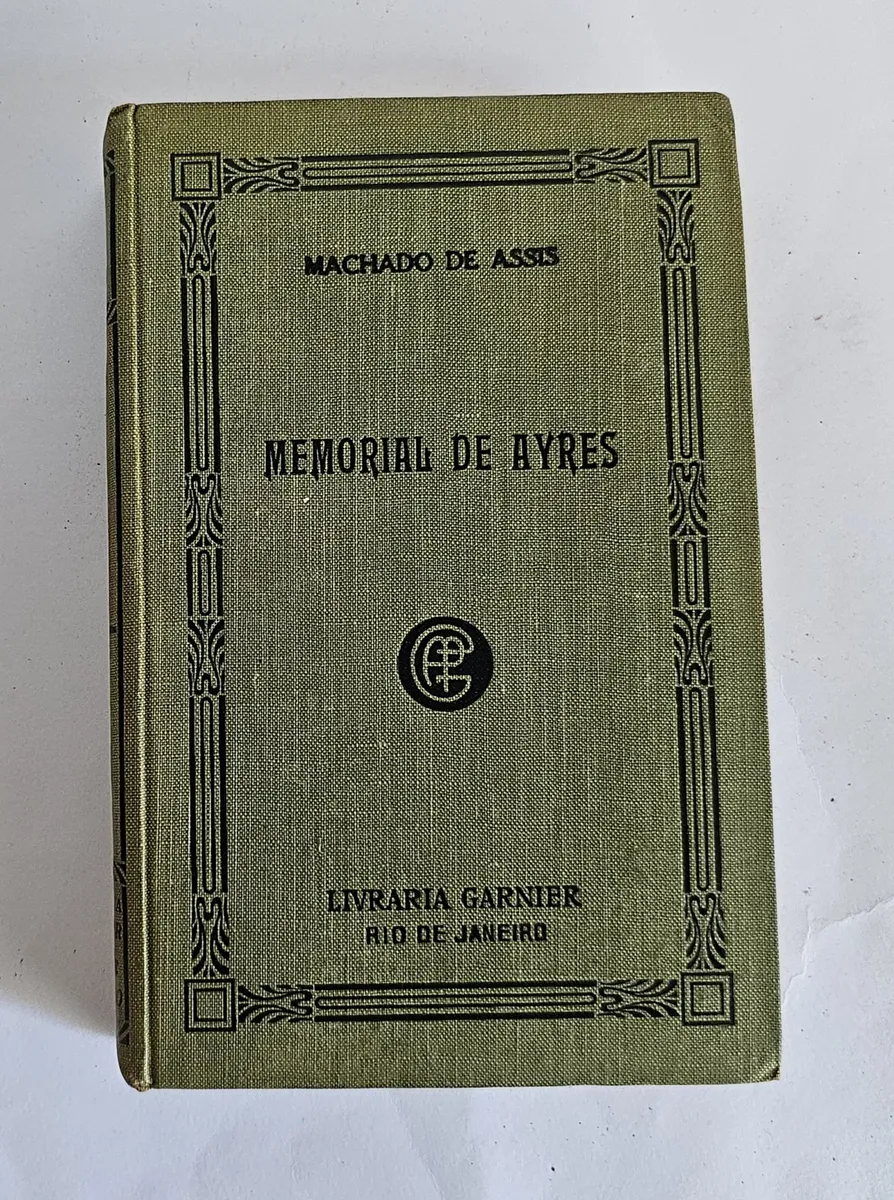 MACHADO DE ASSIS
MEMORIAL DE AYRES
LIVRARIA GARNIER
RIO DE JANEIRO